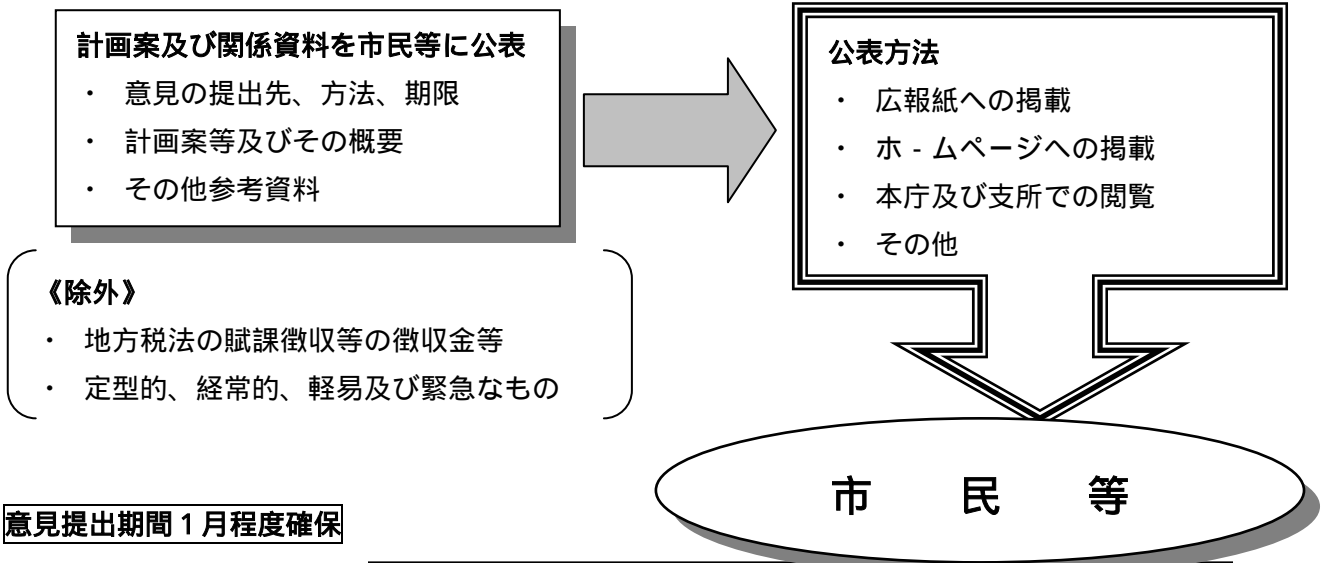 計画案及び関係資料を市民等に公表
・ 意見の提出先、方法、期限
・ 計画案等及びその概要
・ その他参考資料
公表方法
・ 広報紙への掲載
・ ホ‐ムページへの掲載
・ 本庁及び支所での閲覧
・ その他
《除外》
・ 地方税法の賦課徴収等の徴収金等
・ 定型的、経常的、軽易及び緊急なもの
市 民 等
意見提出期間１月程度確保